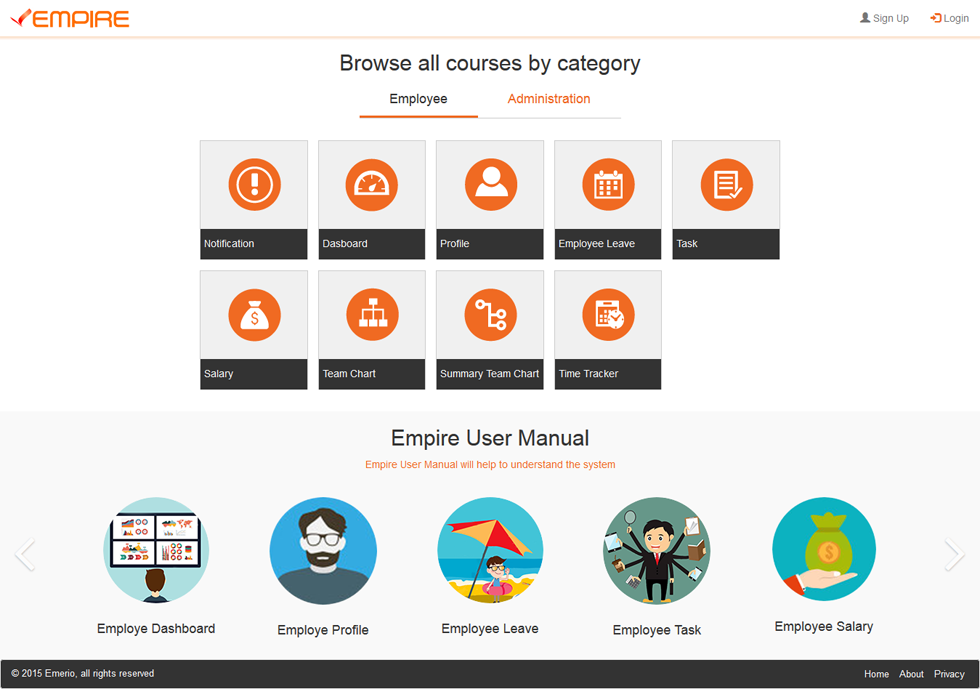 EMPIRE
Sign Up
Login
Browse all courses by category
Employee
Administration
Notification
Dasboard
Profile
Employee Leave
Task
Salary
Team Chart
Summary Team Chart
Time Tracker
Empire User Manual
Empire User Manual will help to understand the system
Employe Dashboard
Employe Profile
Employee Leave
Employee Task
Employee Salary
© 2015 Emerio, all rights reserved
Home
About
Privacy